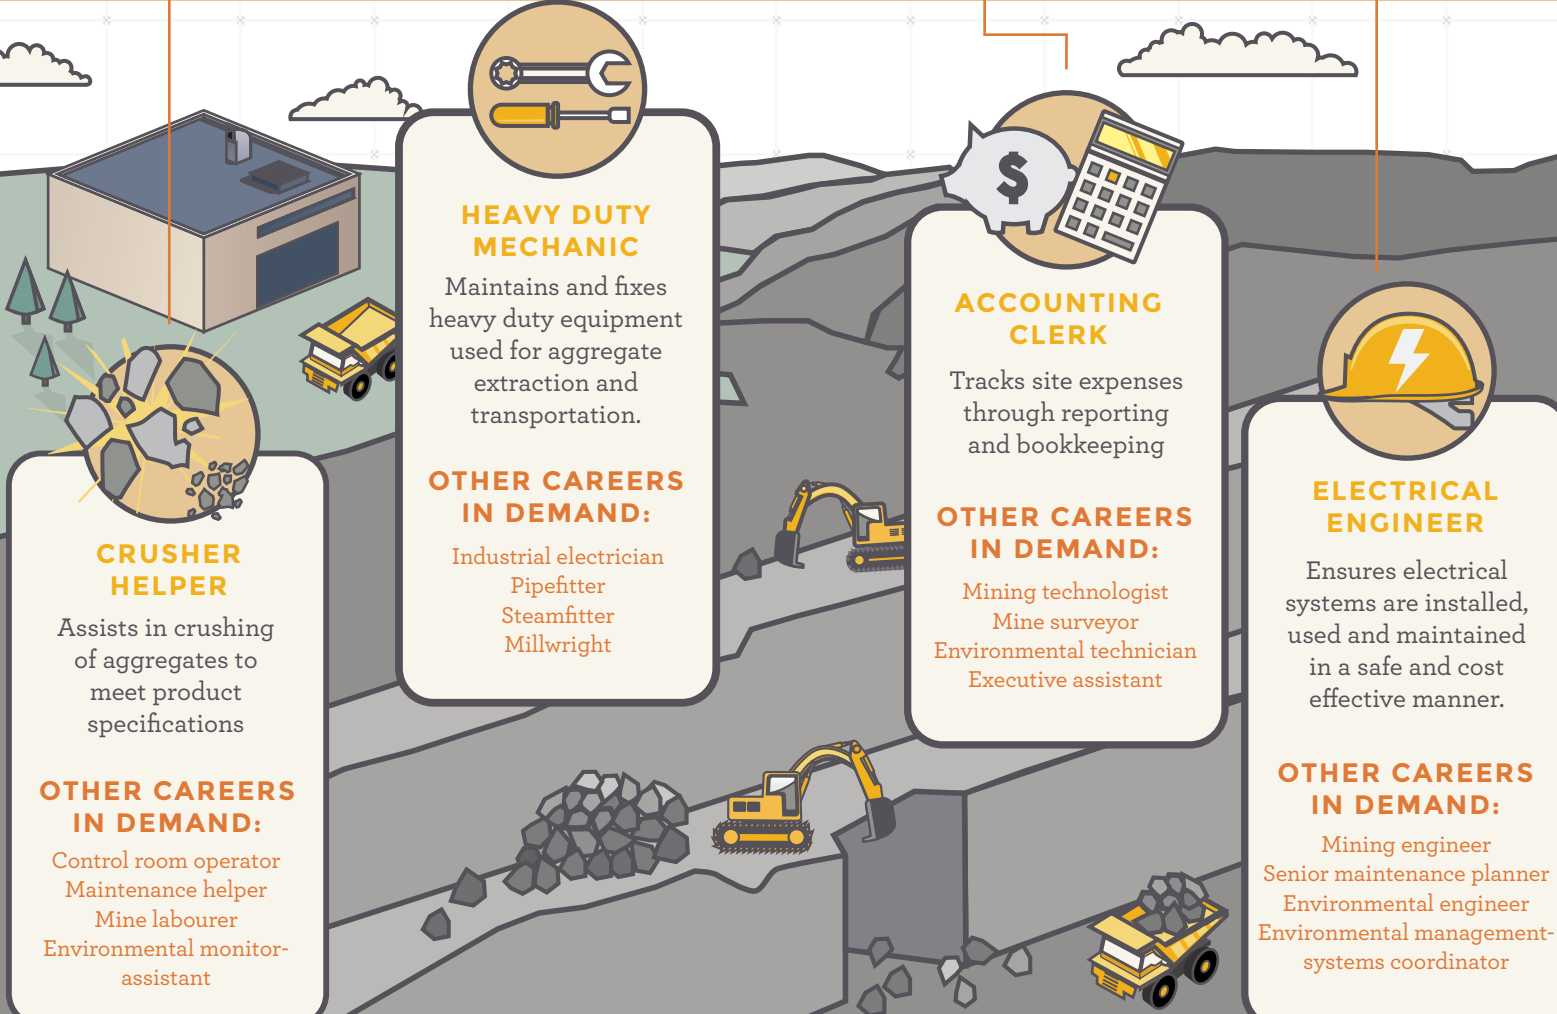 HEAVY DUTY
MECHANIC
Maintains and fixes
heavy duty equipment
used for aggregate
extraction and
transportation.
OTHER CAREERS
IN DEMAND:
Industrial electrician
Pipefitter
Steamfitter
Millwright
$
ACCOUNTING
CLERK
Tracks site expenses
through reporting
and bookkeeping
OTHER CAREERS
IN DEMAND:
Mining technologist
Mine surveyor
Environmental technician
Executive assistant
CRUSHER
HELPER
Assists in crushing
of aggregates to
meet product
specifications
OTHER CAREERS
IN DEMAND:
Control room operator
Maintenance helper
Mine labourer
Environmental monitor-
assistant
ELECTRICAL
ENGINEER
Ensures electrical
systems are installed,
used and maintained
in a safe and cost
effective manner.
OTHER CAREERS
IN DEMAND:
Mining engineer
Senior maintenance planner
Environmental engineer
Environmental management-
systems coordinator